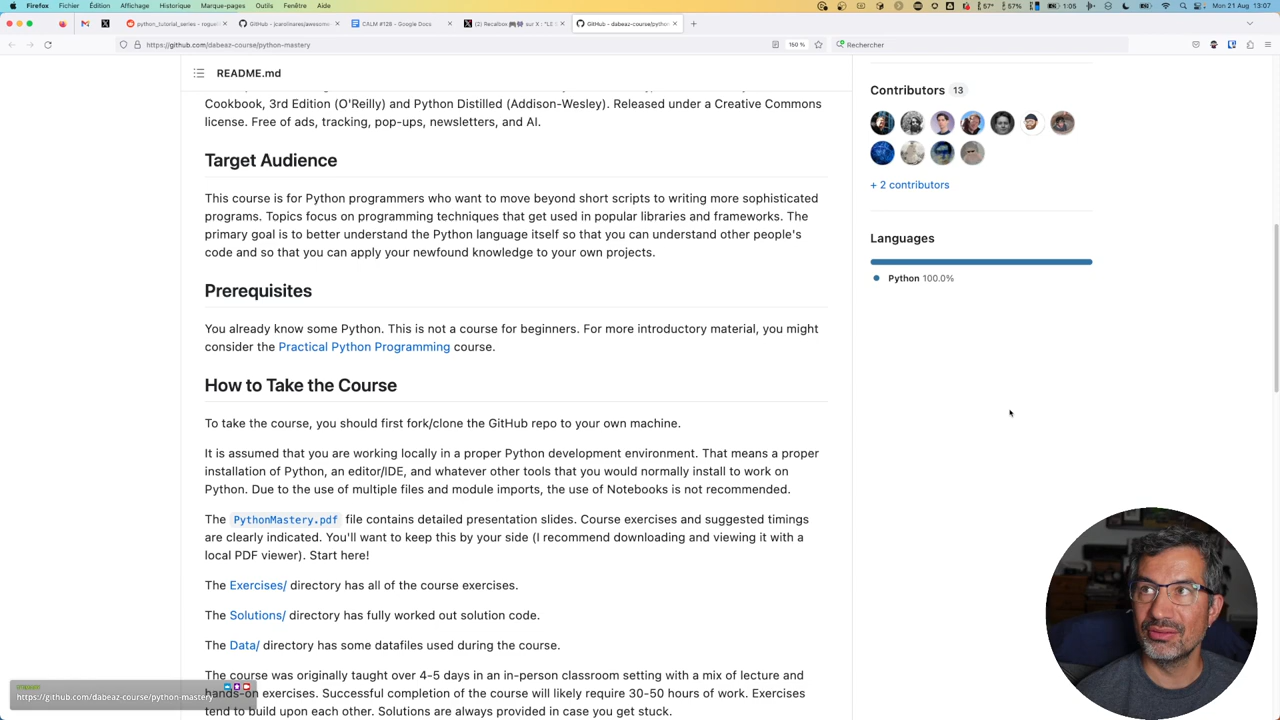 Firefox Fichier Édition Affichage Historique Marque-pages Outils Fenêtre Aide
57° 57% 1:05 Mon 21 Aug 13:07
python_tutorial_series - rogueli
GitHub - jcarolinares/awesome
CALM #128 - Google Docs
(2) Recalbox sur X : "LE S
GitHub - dabeaz-course/python
https://github.com/dabeaz-course/python-mastery
150 %
Rechercher
README.md
Cookbook, 3rd Edition (O'Reilly) and Python Distilled (Addison-Wesley). Released under a Creative Commons
license. Free of ads, tracking, pop-ups, newsletters, and AI.
Target Audience
This course is for Python programmers who want to move beyond short scripts to writing more sophisticated
programs. Topics focus on programming techniques that get used in popular libraries and frameworks. The
primary goal is to better understand the Python language itself so that you can understand other people's
code and so that you can apply your newfound knowledge to your own projects.
Prerequisites
You already know some Python. This is not a course for beginners. For more introductory material, you might
consider the Practical Python Programming course.
How to Take the Course
To take the course, you should first fork/clone the GitHub repo to your own machine.
It is assumed that you are working locally in a proper Python development environment. That means a proper
installation of Python, an editor/IDE, and whatever other tools that you would normally install to work on
Python. Due to the use of multiple files and module imports, the use of Notebooks is not recommended.
The PythonMastery.pdf file contains detailed presentation slides. Course exercises and suggested timings
are clearly indicated. You'll want to keep this by your side (I recommend downloading and viewing it with a
local PDF viewer). Start here!
The Exercises/ directory has all of the course exercises.
The Solutions/ directory has fully worked out solution code.
The Data/ directory has some datafiles used during the course.
The course was originally taught over 4-5 days in an in-person classroom setting with a mix of lecture and
hands-on exercises. Successful completion of the course will likely require 30-50 hours of work. Exercises
tend to build upon each other. Solutions are always provided in case you get stuck.
Contributors 13
+ 2 contributors
Languages
Python 100.0%
https://github.com/dabeaz-course/python-mastery